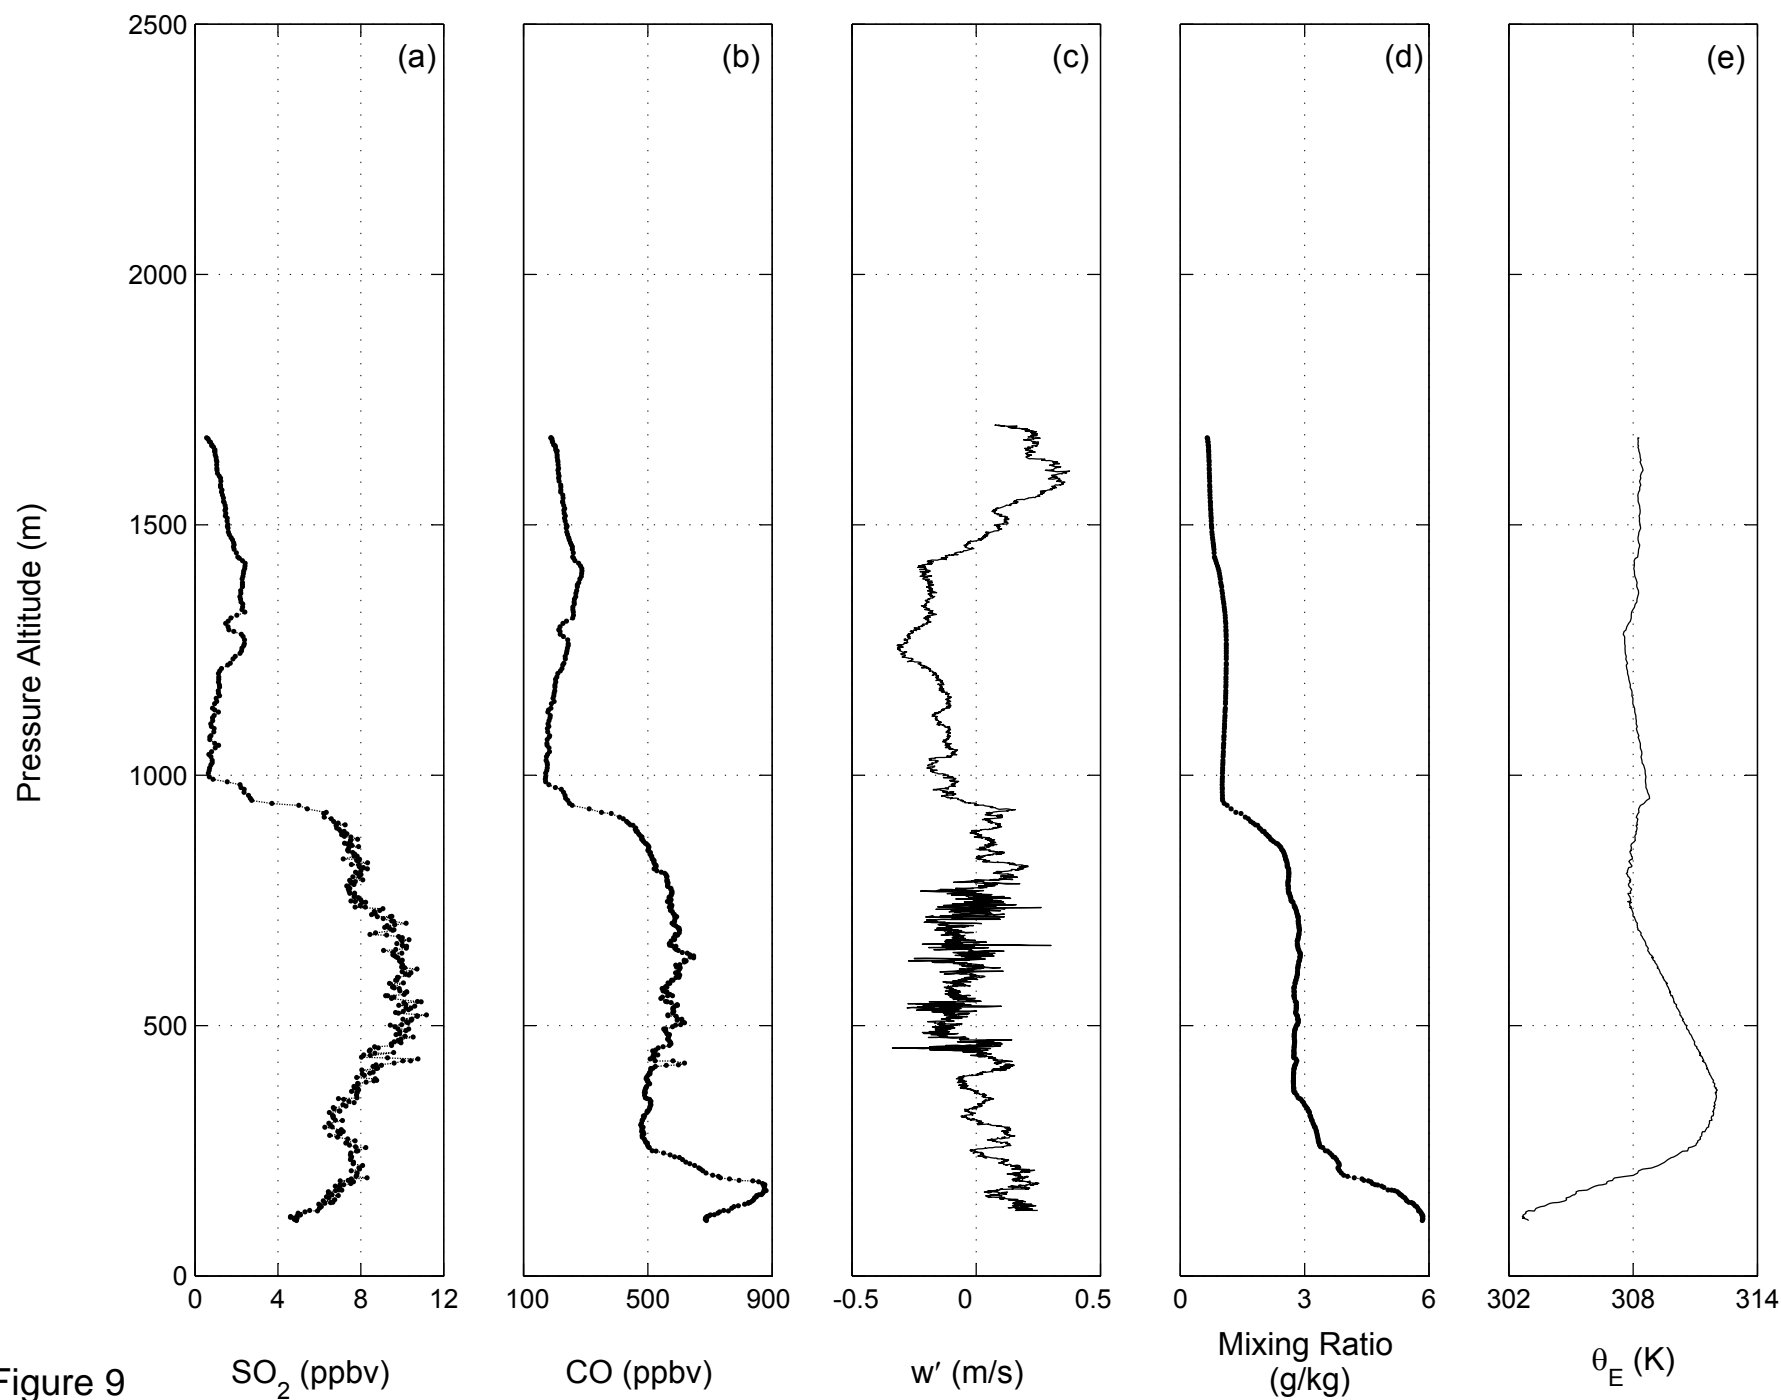 (a) (b) (c) (d) (e)
2500
2000
1500
1000
500
0
Pressure Altitude (m)
0 4 8 12
100 500 900
-0.5 0 0.5
0 3 6
302 308 314
SO2 (ppbv)
CO (ppbv)
w′ (m/s)
Mixing Ratio
(g/kg)
θE (K)
Figure 9